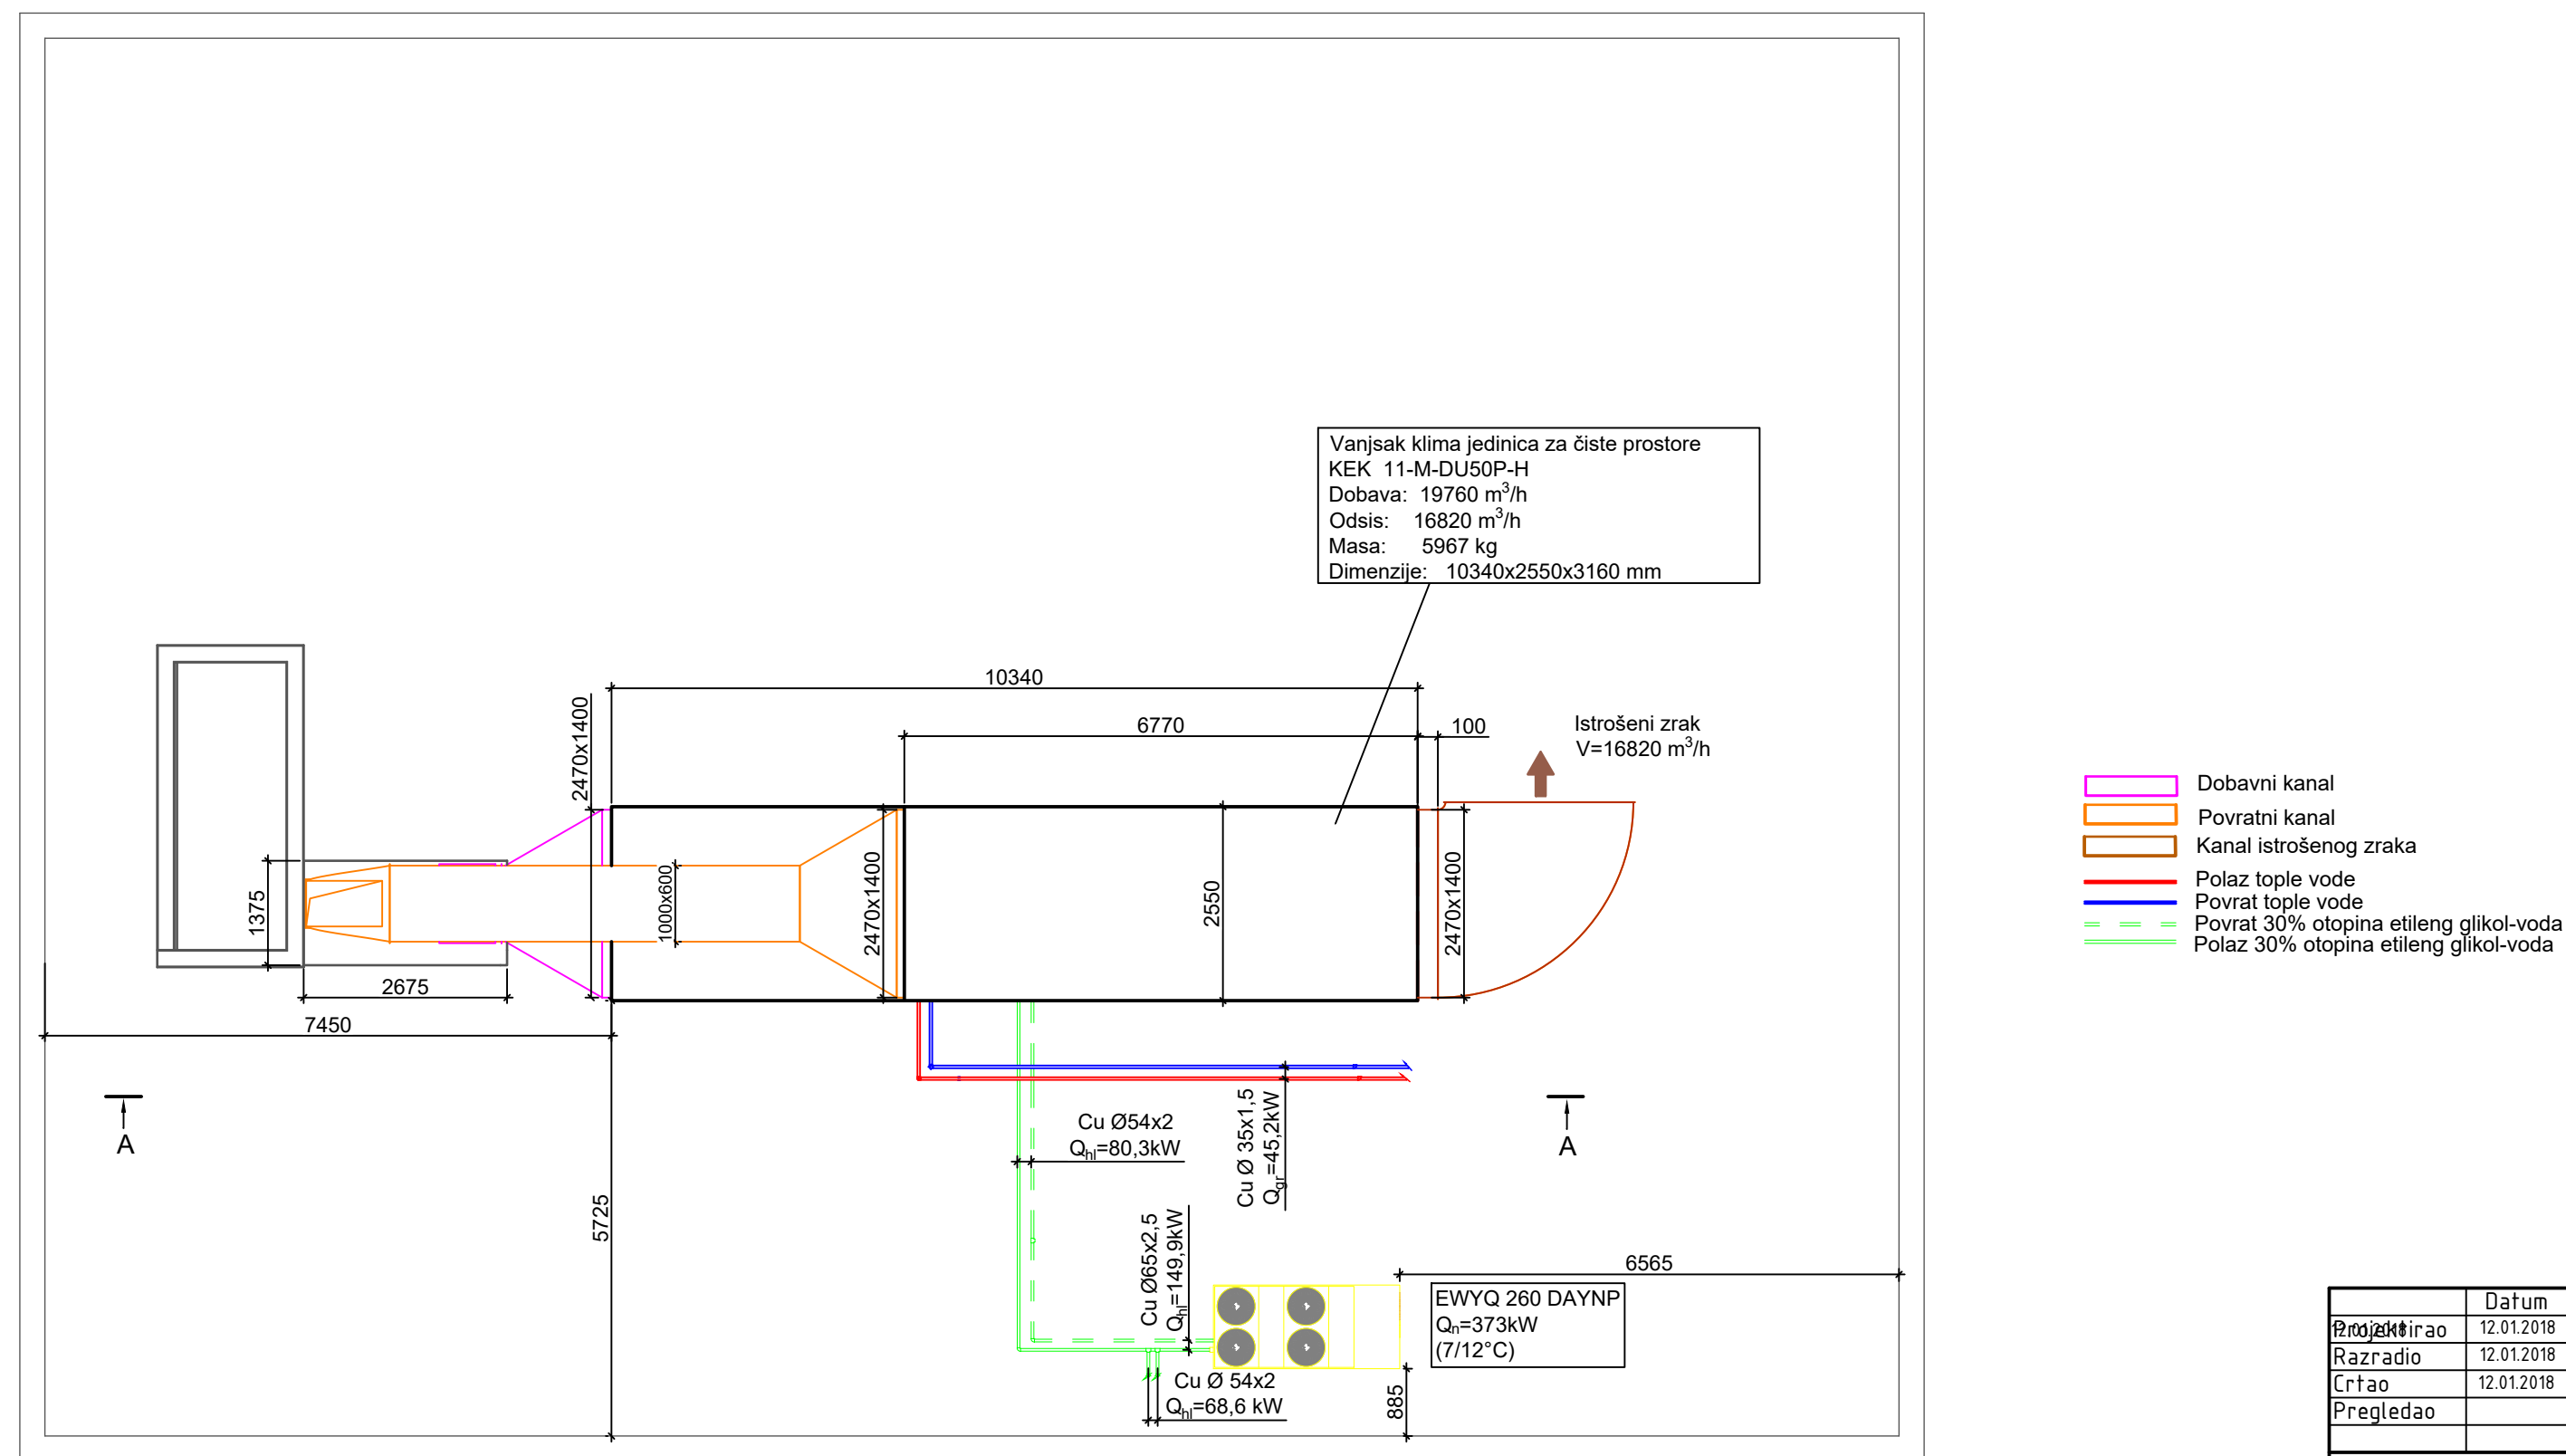 Vanjsak klima jedinica za čiste prostore
KEK 11-M-DU50P-H
Dobava: 19760 m³/h
Odsis: 16820 m³/h
Masa: 5967 kg
Dimenzije: 10340x2550x3160 mm
10340
2470x1400
6770
100
Istrošeni zrak
V=16820 m³/h
1375
1000x600
2470x1400
2550
2470x1400
2675
7450
Dobavni kanal
Povratni kanal
Kanal istrošenog zraka
Polaz tople vode
Povrat tople vode
Povrat 30% otopina etileng glikol-voda
Polaz 30% otopina etileng glikol-voda
A
A
Cu Ø54x2
Qhl=80,3kW
Cu Ø 35x1,5
Qgr=45,2kW
5725
Cu Ø65x2,5
Qhl=149,9kW
6565
EWYQ 260 DAYNP
Qn=373kW
(7/12°C)
Cu Ø 54x2
Qhl=68,6 kW
885
Datum
Projektirao 12.01.2018
12.01.2018
Razradio 12.01.2018
Crtao 12.01.2018
Pregledao